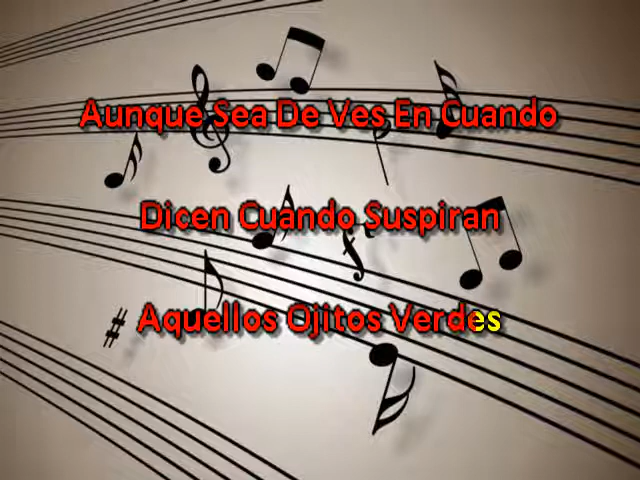 Aunque Sea De Ves En Cuando
Dicen Cuando Suspiran
Aquellos Ojitos Verdes